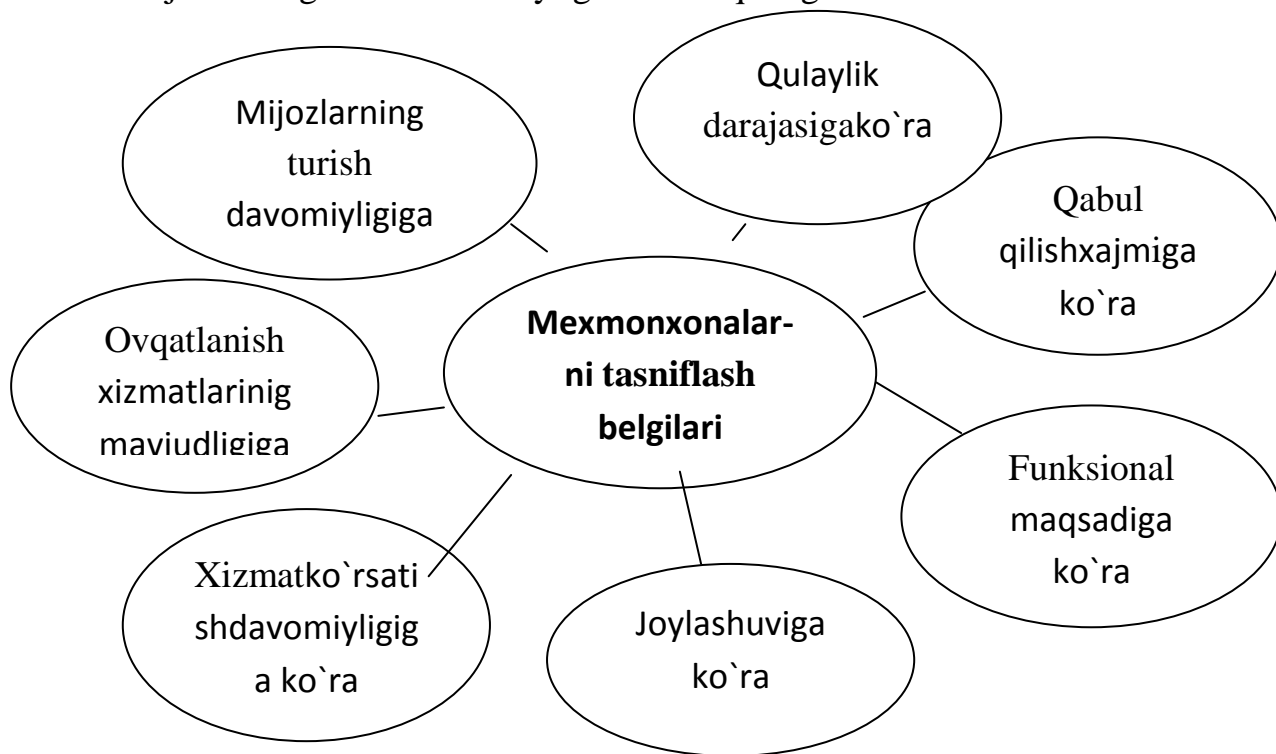 Mijozlarning
turish
davomiyligiga
Qulaylik
darajasigako`ra
Qabul
qilishxajmiga
ko`ra
Ovqatlanish
xizmatlarinig
mavjudligiga
Mexmonxonalar-
ni tasniflash
belgilari
Funksional
maqsadiga
ko`ra
Xizmatko`rsati
shdavomiyligig
a ko`ra
Joylashuviga
ko`ra